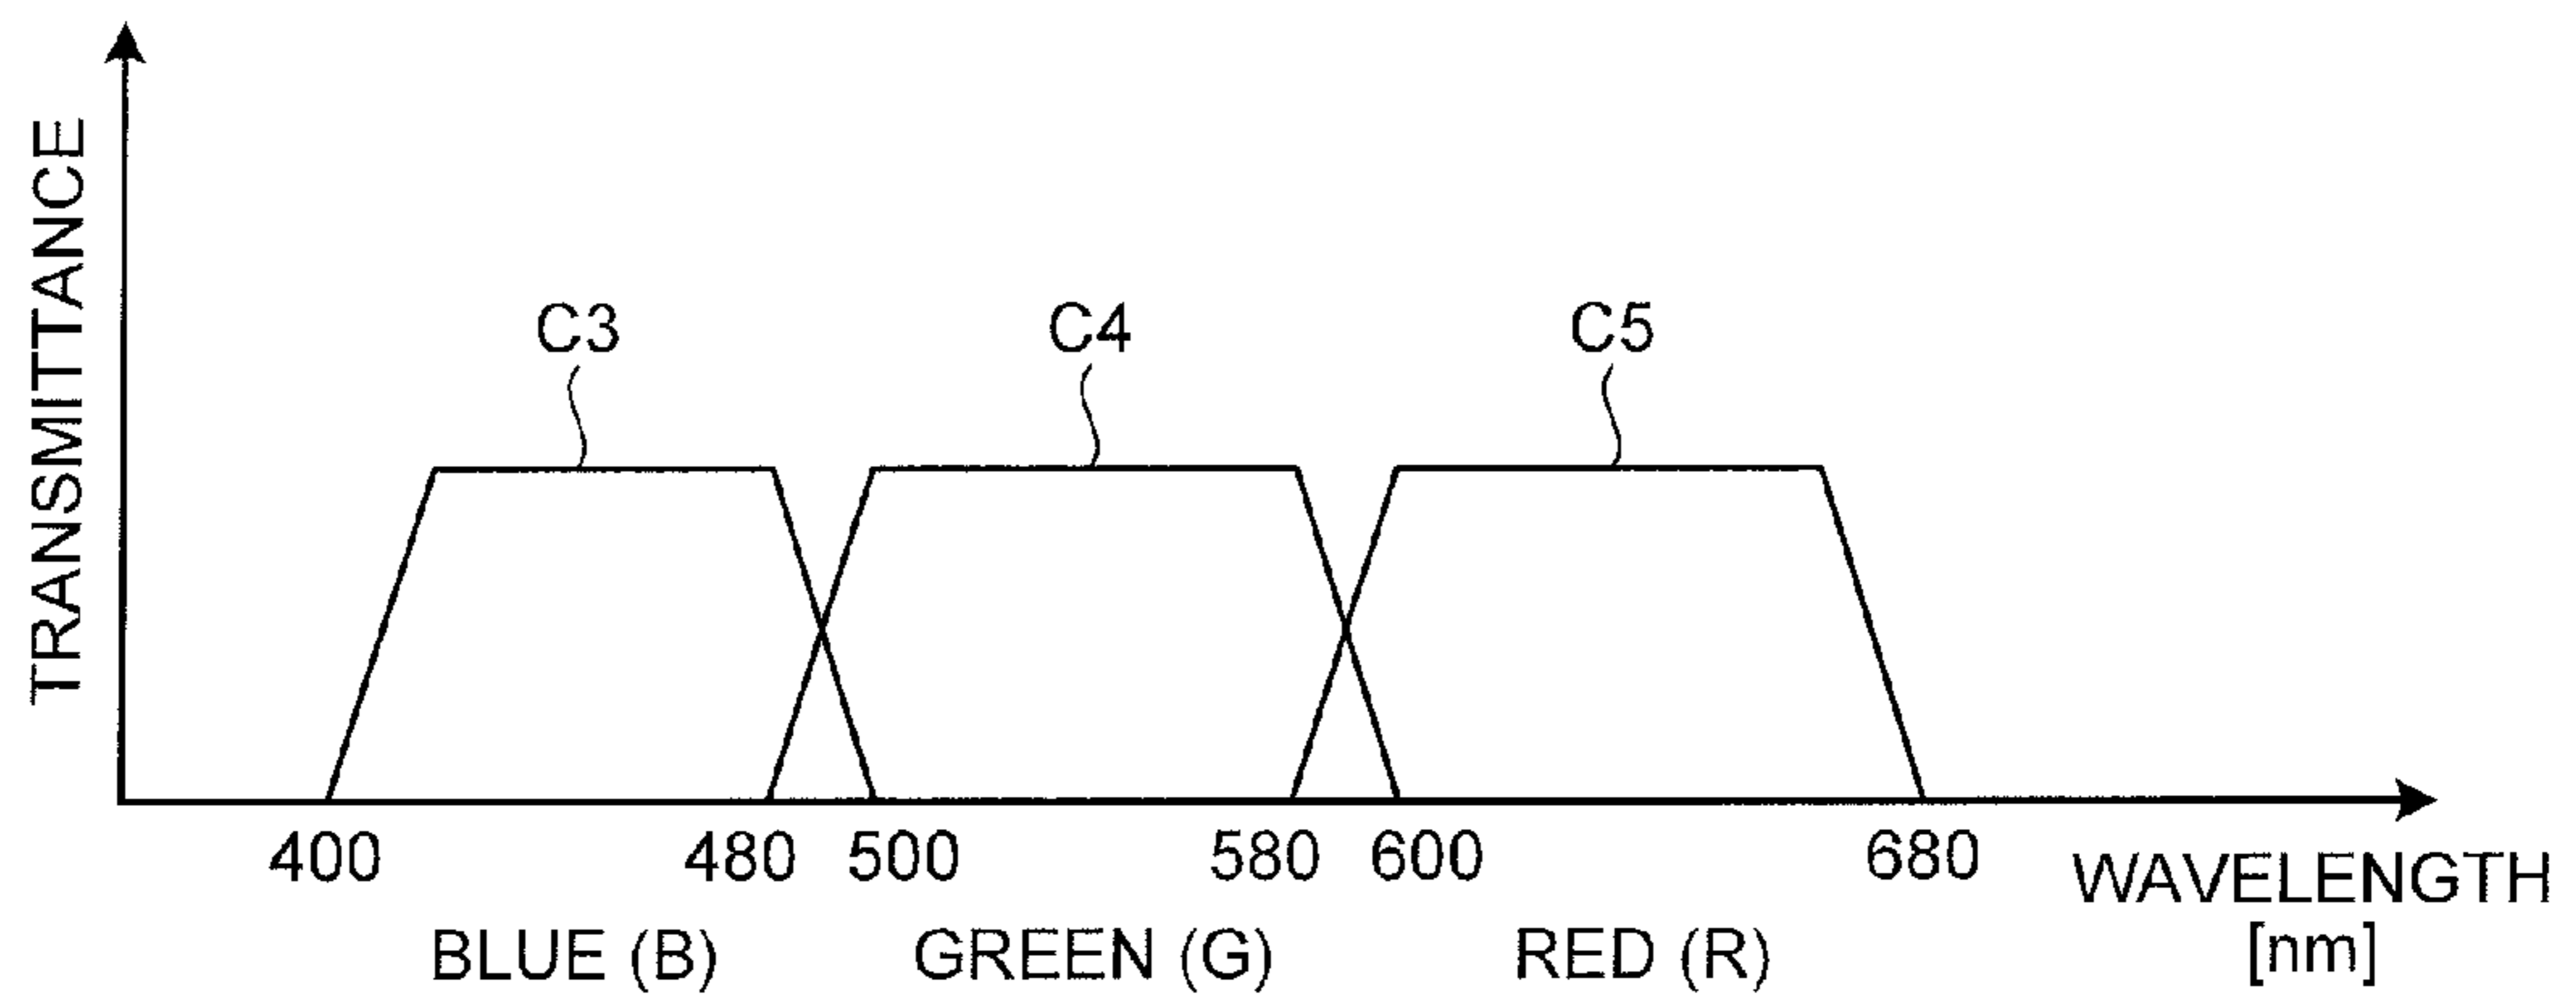 TRANSMITTANCE
C3 C4 C5
400 480 500 580 600 680
WAVELENGTH
[nm]
BLUE (B) GREEN (G) RED (R)